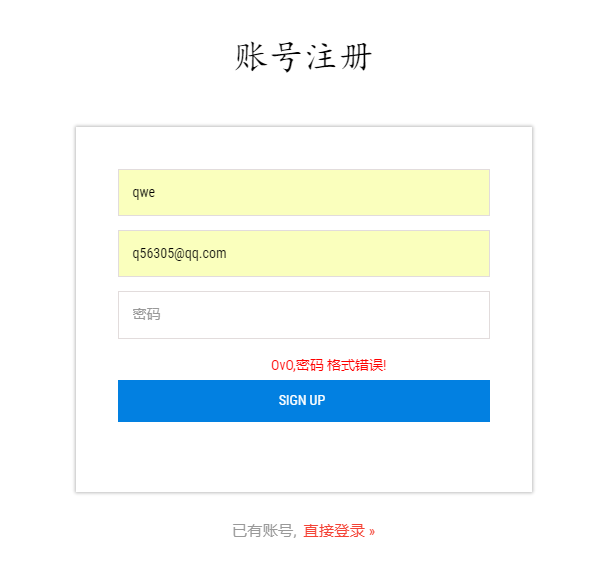 账号注册
qwe
q56305@qq.com
密码
OvO,密码 格式错误!
SIGN UP
已有账号, 直接登录 »